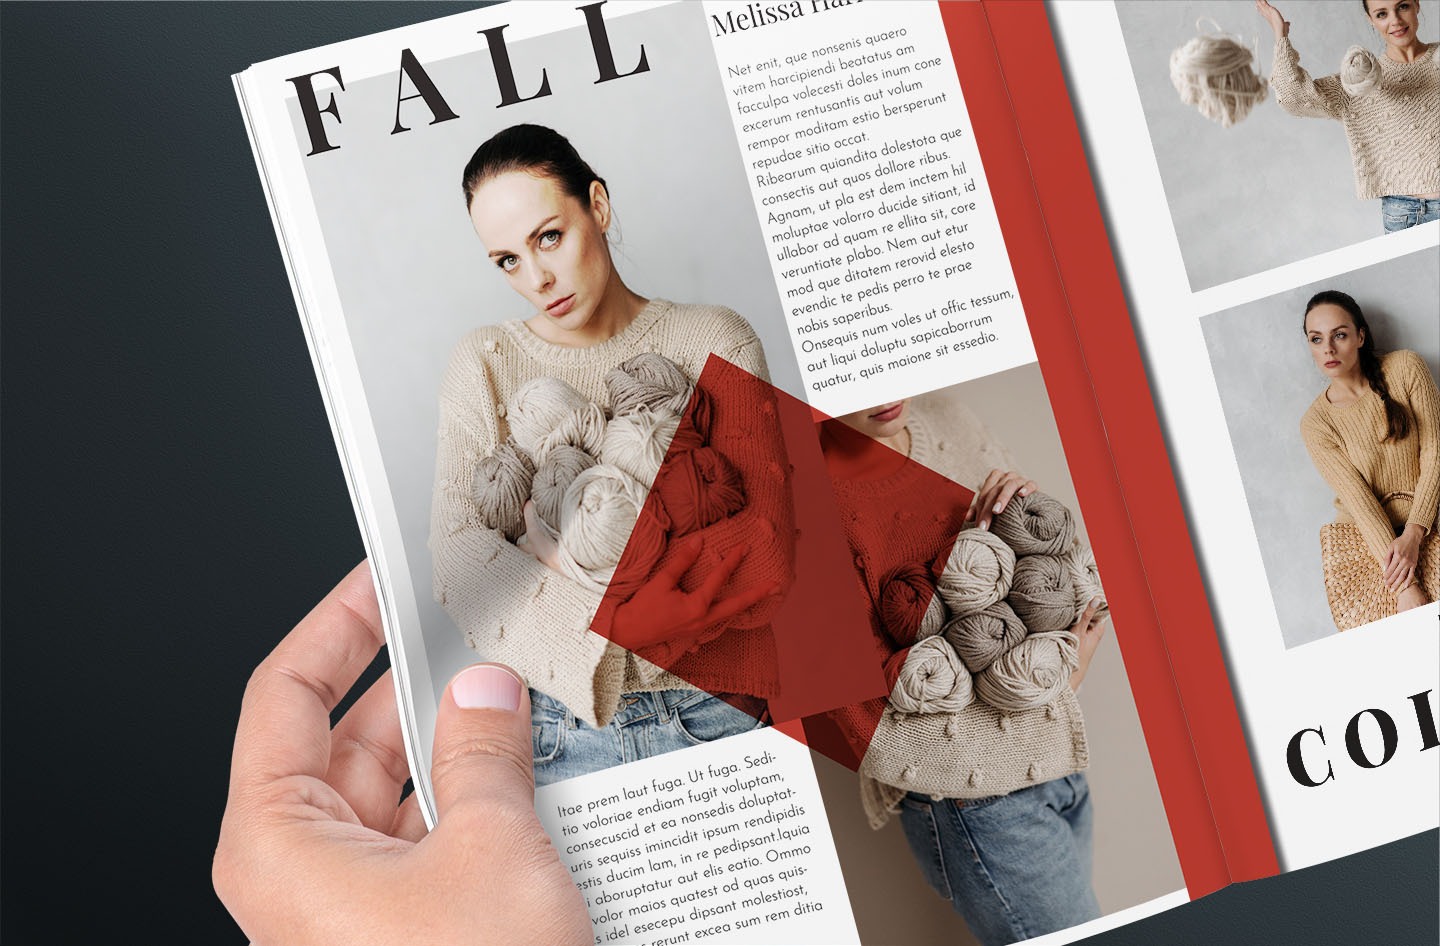 FALL
Melissa
Net enit, que nonsenis quaero
vitem harcipiendi beatatus am
facculpa volecesti doles inum cone
excerum rentusantis aut volum
rempor moditam estio bersperunt
repudae sitio occat.
Ribearum quiandita dolestota que
consectis aut quos dollore ribus.
Agnam, ut pla est dem inctem hil
moluptae volorro ducide sitiant, id
ullabor ad quam re ellita sit, core
veruntiate plabo. Nem aut etur
mod que ditatem rerovid elesto
evendic te pedis perro te prae
nobis saperibus.
Onsequis num voles ut offic tessum,
aut liqui doluptu sapicaborrum
quatur, quis maione sit essedio.
Itae prem laut fuga. Ut fuga. Sedi-
tio voloriae endiam fugit voluptam,
consecuscid et ea nonsedis doluptat-
uris sequiss imincidit ipsum rendipidis
estis ducim lam, in re pedipsant.Iquia
i aboruptatur aut elis eatio. Ommo
volor maios quatest od quas quis-
s idel esecepu dipsant molestiost,
rerunt excea sum rem ditia
COL